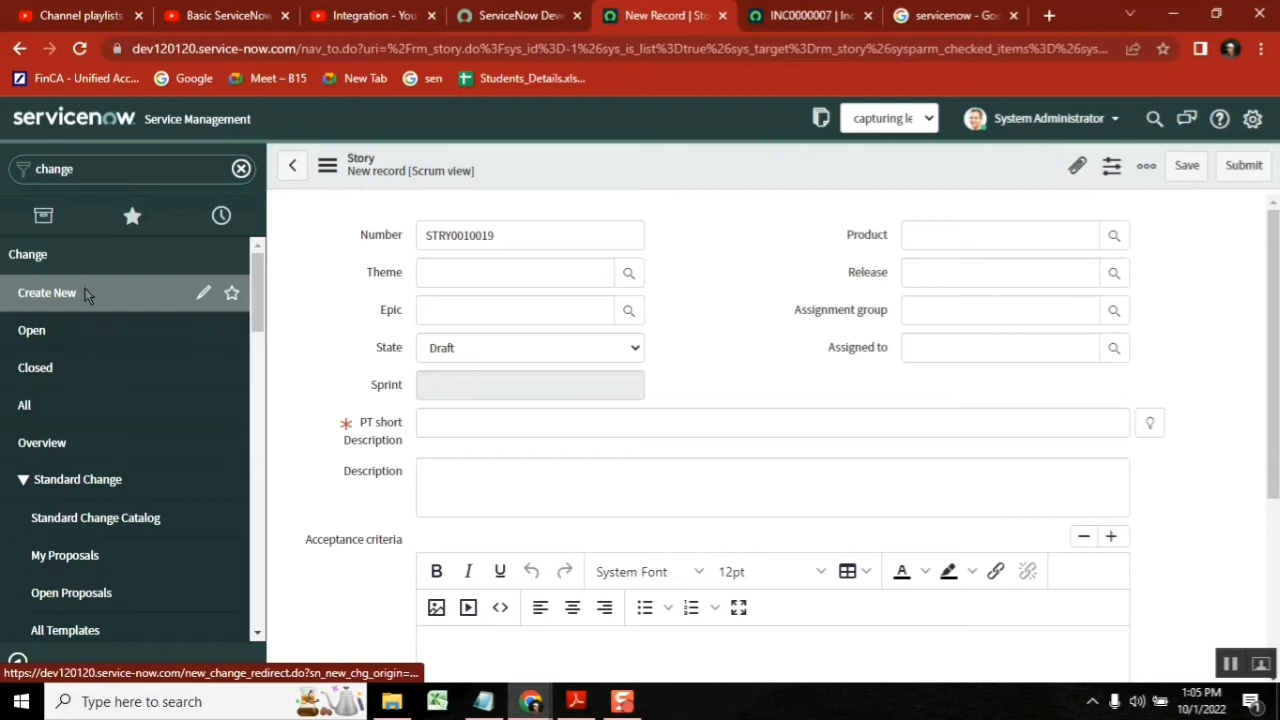 Channel playlists
Basic ServiceNow
Integration - You
ServiceNow Dev
New Record | Sto
INC0000007 | Inc
servicenow - Goo
dev120120.service-now.com/nav_to.do?uri=%2Frm_story.do%3Fsys_id%3D-1%26sys_is_list%3Dtrue%26sys_target%3Drm_story%26sysparm_checked_items%3D%26sys...
FinCA - Unified Acc...
Google
Meet – B15
New Tab
sen
Students_Details.xls...
servicenow
Service Management
capturing le
System Administrator
change
Story
New record [Scrum view]
Save
Submit
Change
Create New
Open
Closed
All
Overview
Standard Change
Standard Change Catalog
My Proposals
Open Proposals
All Templates
Number
STRY0010019
Product
Theme
Release
Epic
Assignment group
State
Draft
Assigned to
Sprint
PT short
Description
Description
Acceptance criteria
B I U
System Font
12pt
A
https://dev120120.service-now.com/new_change_redirect.do?sn_new_chg_origin=...
Type here to search
1:05 PM
10/1/2022
1